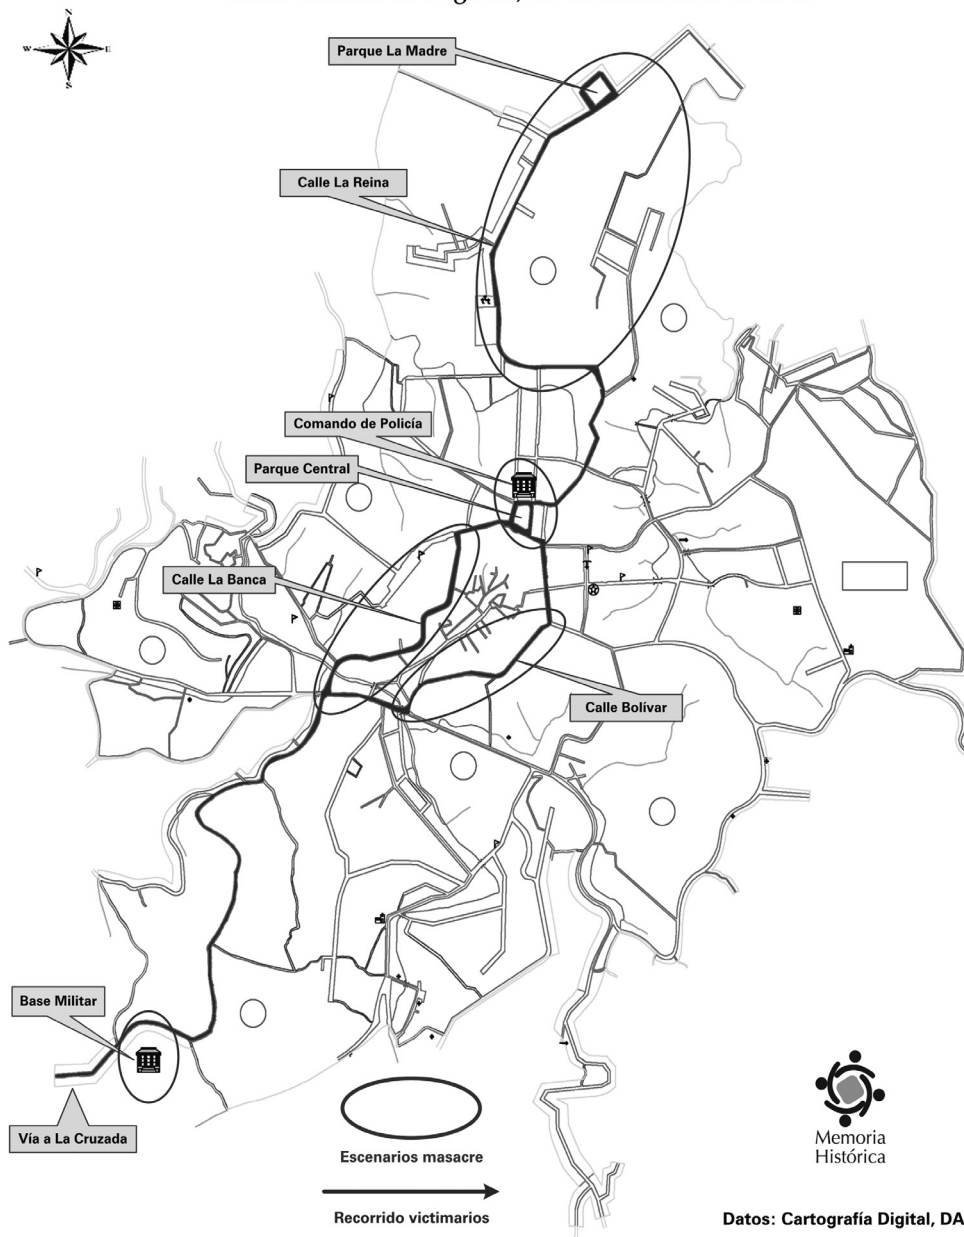 N
W
E
S
Parque La Madre
Calle La Reina
Comando de Policía
Parque Central
Calle La Banca
Calle Bolívar
Base Militar
Vía a La Cruzada
Escenarios masacre
Recorrido victimarios
Memoria
Histórica
Datos: Cartografía Digital, DA